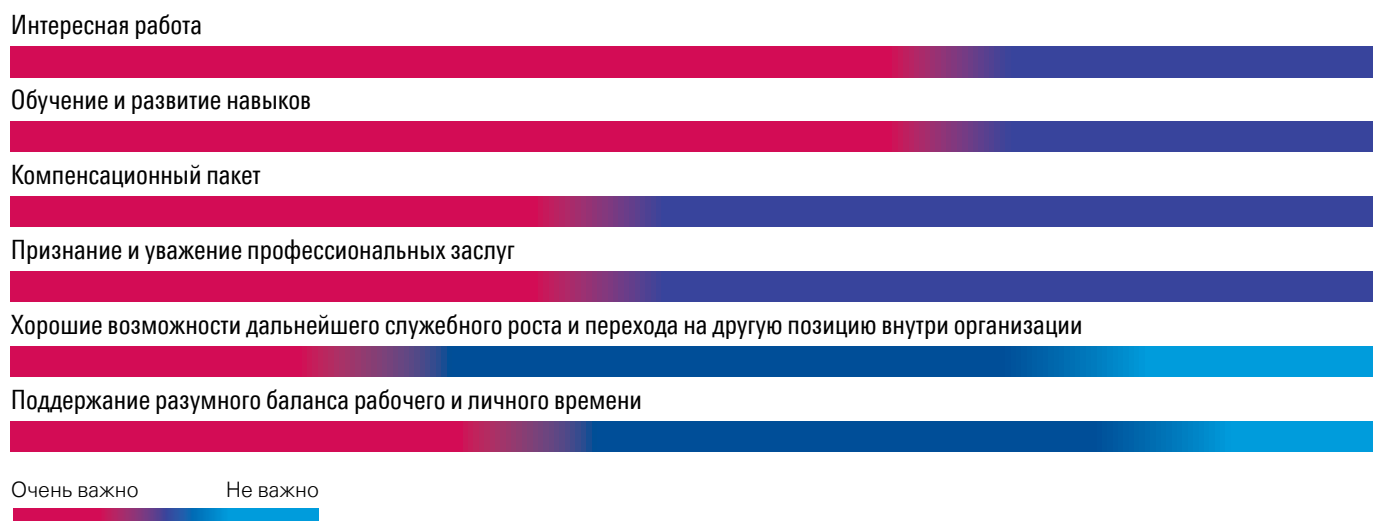 Интересная работа
Обучение и развитие навыков
Компенсационный пакет
Признание и уважение профессиональных заслуг
Хорошие возможности дальнейшего служебного роста и перехода на другую позицию внутри организации
Поддержание разумного баланса рабочего и личного времени
Очень важно Не важно